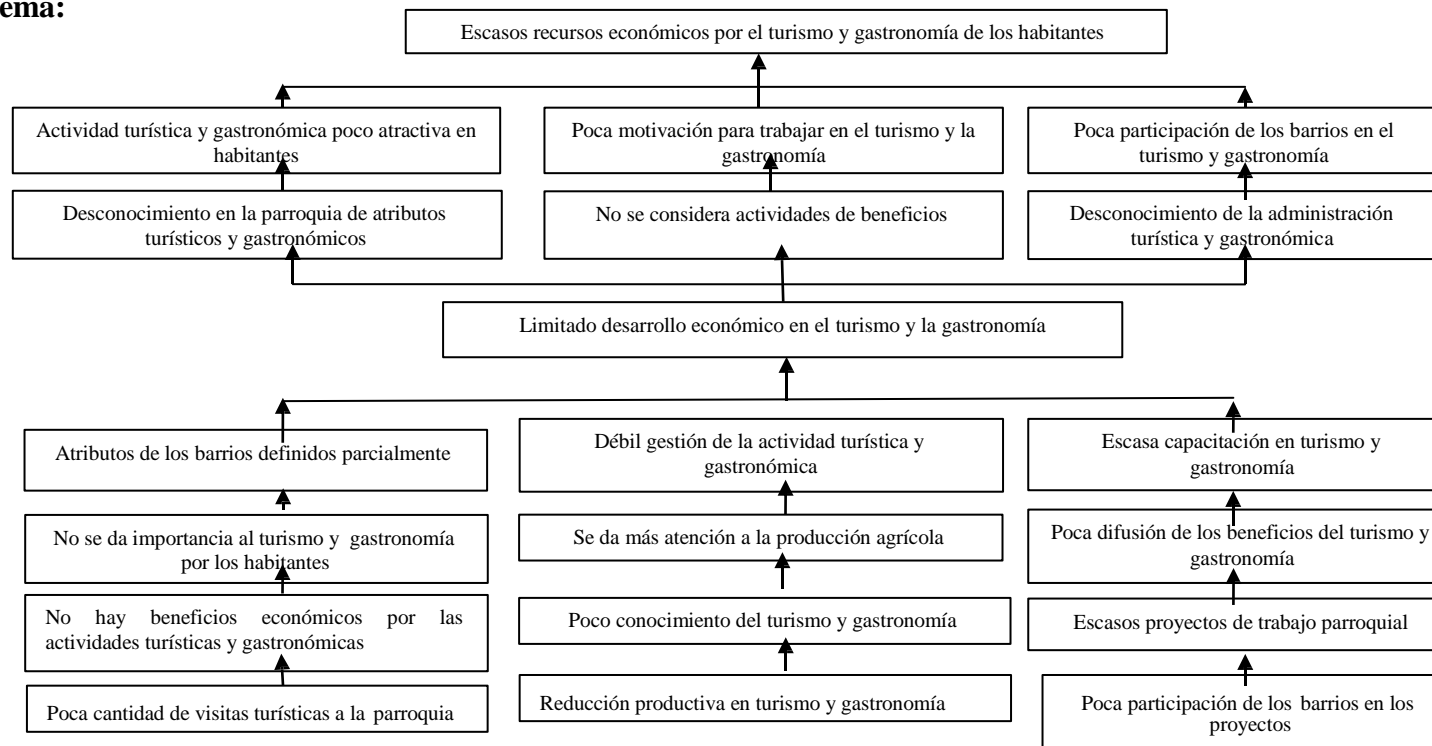 ema:
Escasos recursos económicos por el turismo y gastronomía de los habitantes
Actividad turística y gastronómica poco atractiva en
habitantes
Poca motivación para trabajar en el turismo y la
gastronomía
Poca participación de los barrios en el
turismo y gastronomía
Desconocimiento en la parroquia de atributos
turísticos y gastronómicos
No se considera actividades de beneficios
Desconocimiento de la administración
turística y gastronómica
Limitado desarrollo económico en el turismo y la gastronomía
Atributos de los barrios definidos parcialmente
Débil gestión de la actividad turística y
gastronómica
Escasa capacitación en turismo y
gastronomía
No se da importancia al turismo y gastronomía
por los habitantes
Se da más atención a la producción agrícola
Poca difusión de los beneficios del turismo y
gastronomía
No hay beneficios económicos por las
actividades turísticas y gastronómicas
Poco conocimiento del turismo y gastronomía
Escasos proyectos de trabajo parroquial
Poca cantidad de visitas turísticas a la parroquia
Reducción productiva en turismo y gastronomía
Poca participación de los barrios en los
proyectos